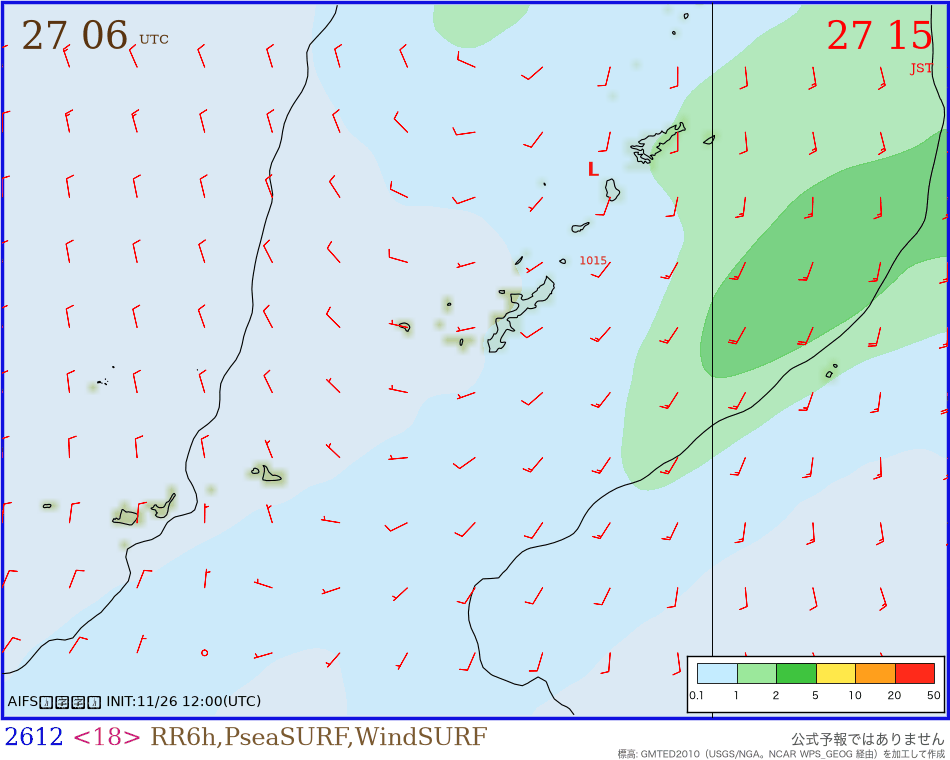 27 06 UTC
27 15
JST
L
1015
AIFS INIT:11/26 12:00(UTC)
0.1 1 2 5 10 20 50
2612 <18> RR6h,PseaSURF,WindSURF
公式予報ではありません
標高: GMTED2010（USGS/NGA。NCAR WPS_GEOG 経由）を加工して作成